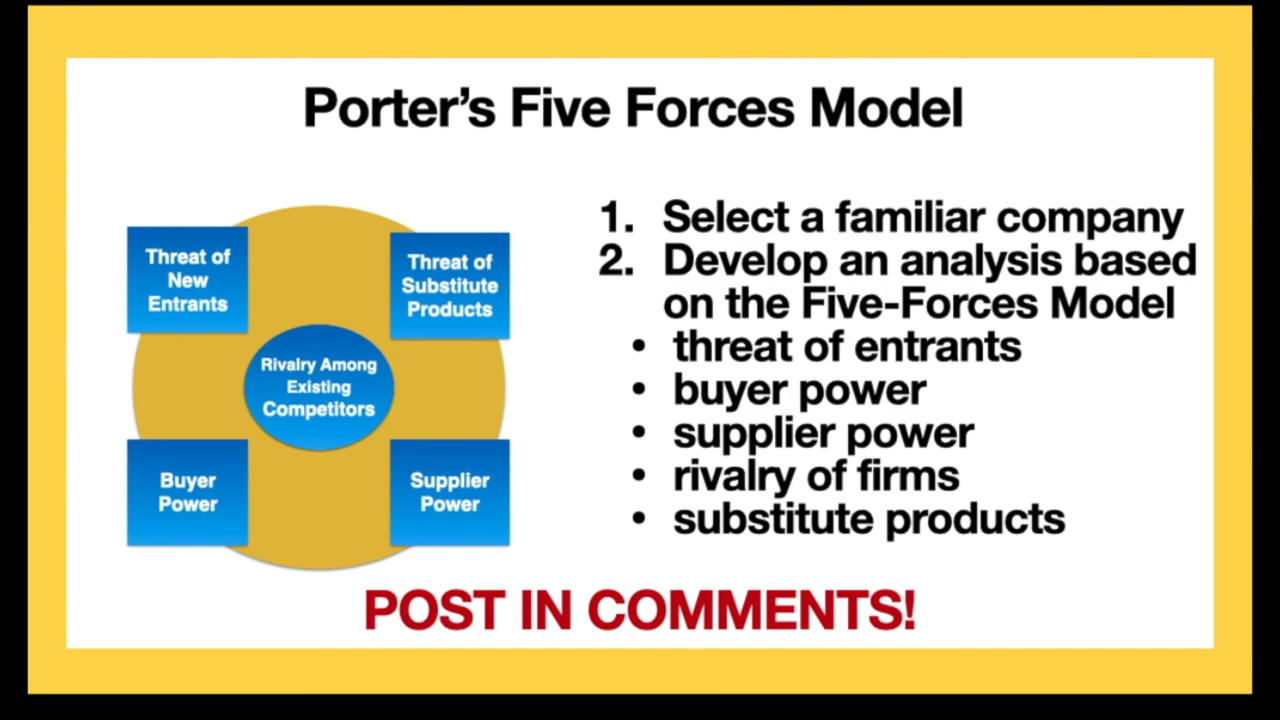 Porter’s Five Forces Model
Threat of
New
Entrants
Threat of
Substitute
Products
Rivalry Among
Existing
Competitors
Buyer
Power
Supplier
Power
1. Select a familiar company
2. Develop an analysis based
on the Five-Forces Model
• threat of entrants
• buyer power
• supplier power
• rivalry of firms
• substitute products
POST IN COMMENTS!